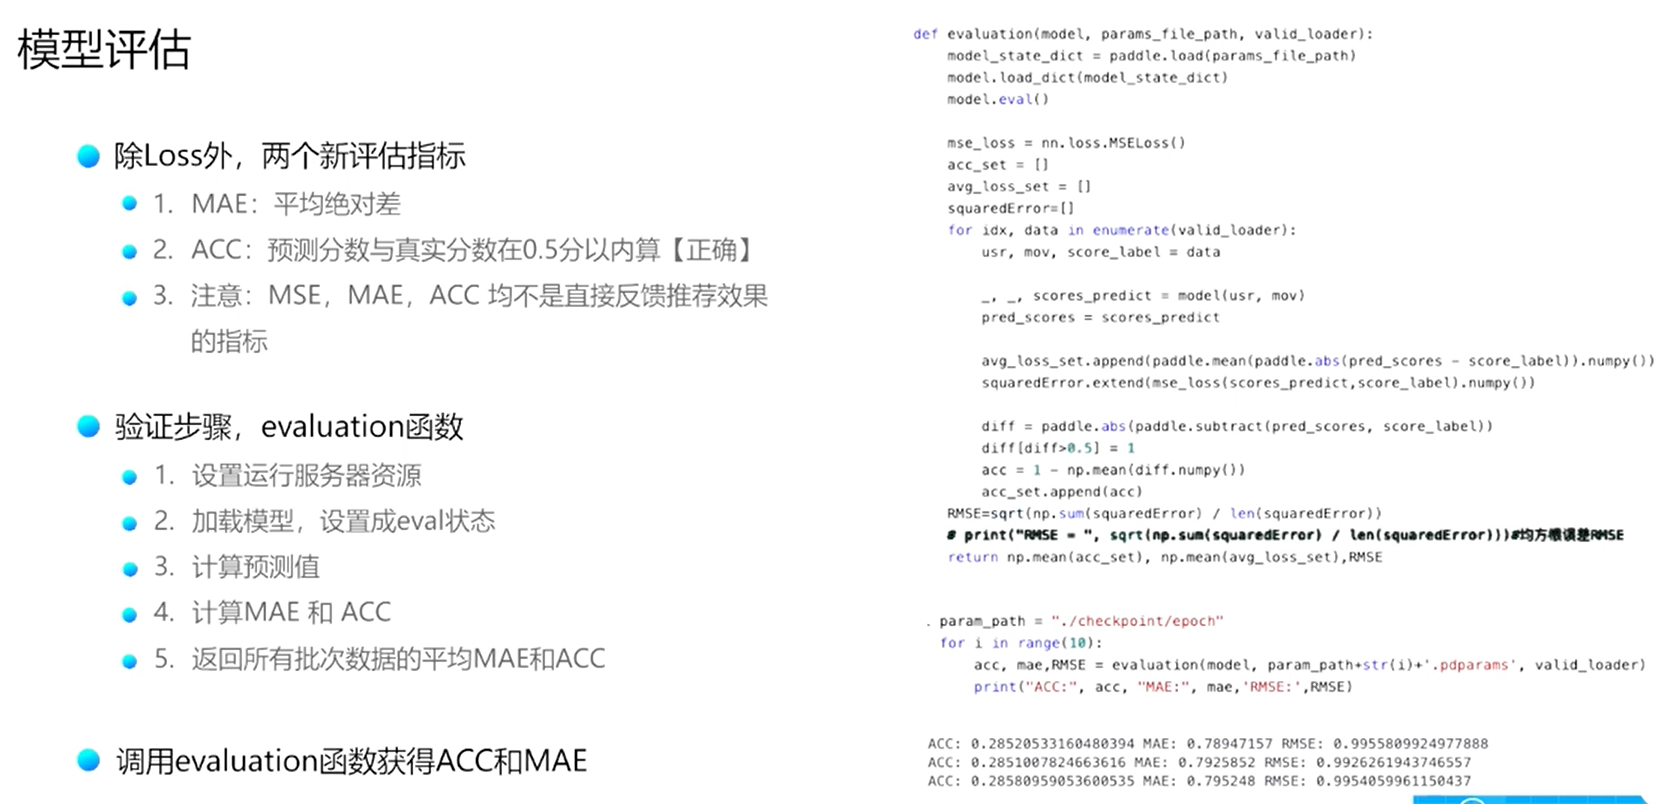 模型评估
除Loss外，两个新评估指标
1. MAE：平均绝对差
2. ACC：预测分数与真实分数在0.5分以内算【正确】
3. 注意：MSE，MAE，ACC 均不是直接反馈推荐效果
的指标
验证步骤，evaluation函数
1. 设置运行服务器资源
2. 加载模型，设置成eval状态
3. 计算预测值
4. 计算MAE 和 ACC
5. 返回所有批次数据的平均MAE和ACC
调用evaluation函数获得ACC和MAE
def evaluation(model, params_file_path, valid_loader):
model_state_dict = paddle.load(params_file_path)
model.load_dict(model_state_dict)
model.eval()
mse_loss = nn.loss.MSELoss()
acc_set = []
avg_loss_set = []
squaredError=[]
for idx, data in enumerate(valid_loader):
usr, mov, score_label = data
_, _, scores_predict = model(usr, mov)
pred_scores = scores_predict
avg_loss_set.append(paddle.mean(paddle.abs(pred_scores - score_label)).numpy())
squaredError.extend(mse_loss(scores_predict,score_label).numpy())
diff = paddle.abs(paddle.subtract(pred_scores, score_label))
diff[diff>0.5] = 1
acc = 1 - np.mean(diff.numpy())
acc_set.append(acc)
RMSE=sqrt(np.sum(squaredError) / len(squaredError))
# print("RMSE = ", sqrt(np.sum(squaredError) / len(squaredError)))#均方根误差RMSE
return np.mean(acc_set), np.mean(avg_loss_set),RMSE
. param_path = "./checkpoint/epoch"
for i in range(10):
acc, mae,RMSE = evaluation(model, param_path+str(i)+'.pdparams', valid_loader)
print("ACC:", acc, "MAE:", mae,'RMSE:',RMSE)
ACC: 0.28520533160480394 MAE: 0.78947157 RMSE: 0.9955809924977888
ACC: 0.2851007824663616 MAE: 0.7925852 RMSE: 0.9926261943746557
ACC: 0.28580959053600535 MAE: 0.795248 RMSE: 0.9954059961150437